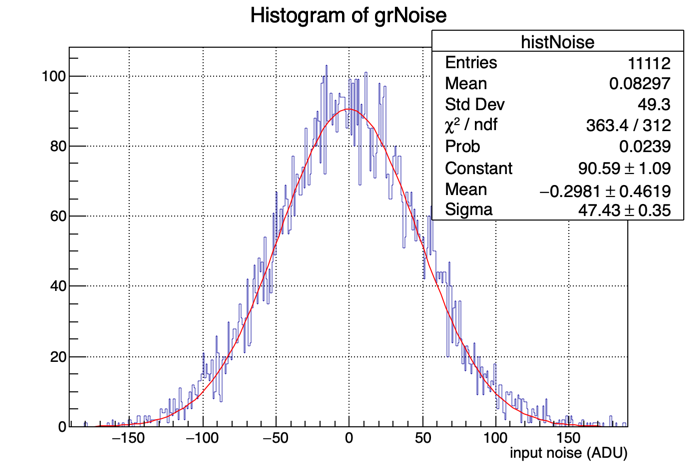 Histogram of grNoise
histNoise
Entries 11112
Mean 0.08297
Std Dev 49.3
χ² / ndf 363.4 / 312
Prob 0.0239
Constant 90.59 ± 1.09
Mean −0.2981 ± 0.4619
Sigma 47.43 ± 0.35
100
80
60
40
20
0
−150 −100 −50 0 50 100 150
input noise (ADU)